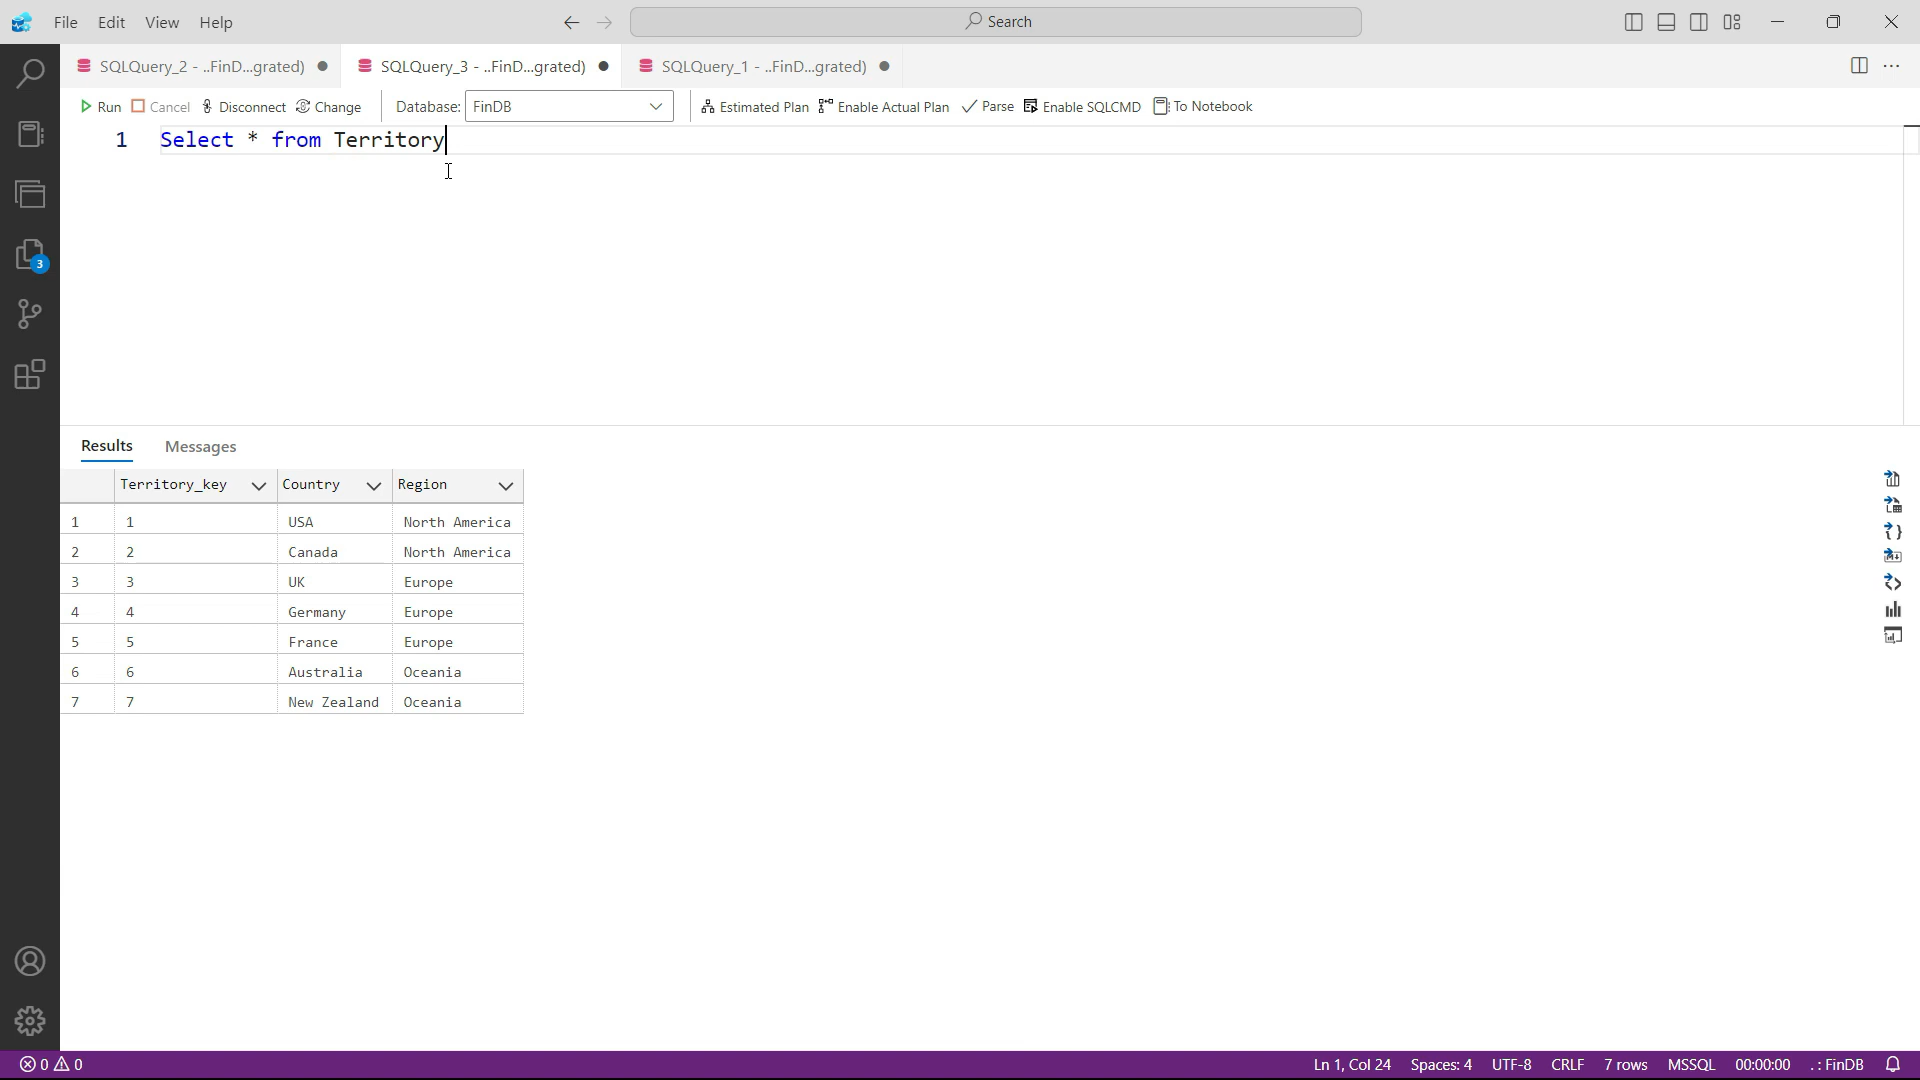 File Edit View Help Search
SQLQuery_2 - ..FinD...grated) SQLQuery_3 - ..FinD...grated) SQLQuery_1 - ..FinD...grated)
Run Cancel Disconnect Change Database: FinDB Estimated Plan Enable Actual Plan Parse Enable SQLCMD To Notebook
1 Select * from Territory
3
Results Messages
Territory_key Country Region
1 1 USA North America
2 2 Canada North America
3 3 UK Europe
4 4 Germany Europe
5 5 France Europe
6 6 Australia Oceania
7 7 New Zealand Oceania
0 0 Ln 1, Col 24 Spaces: 4 UTF-8 CRLF 7 rows MSSQL 00:00:00 . : FinDB